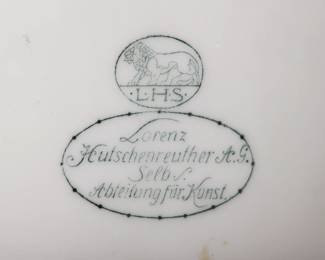 L.H.S.
Lorenz
Hutschenreuther A.G.
Selb
Abteilung für Kunst.